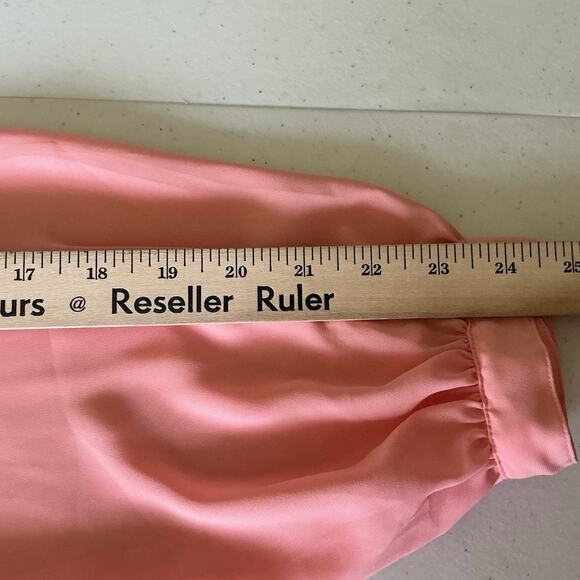 17 18 19 20 21 22 23 24 25
urs @ Reseller Ruler